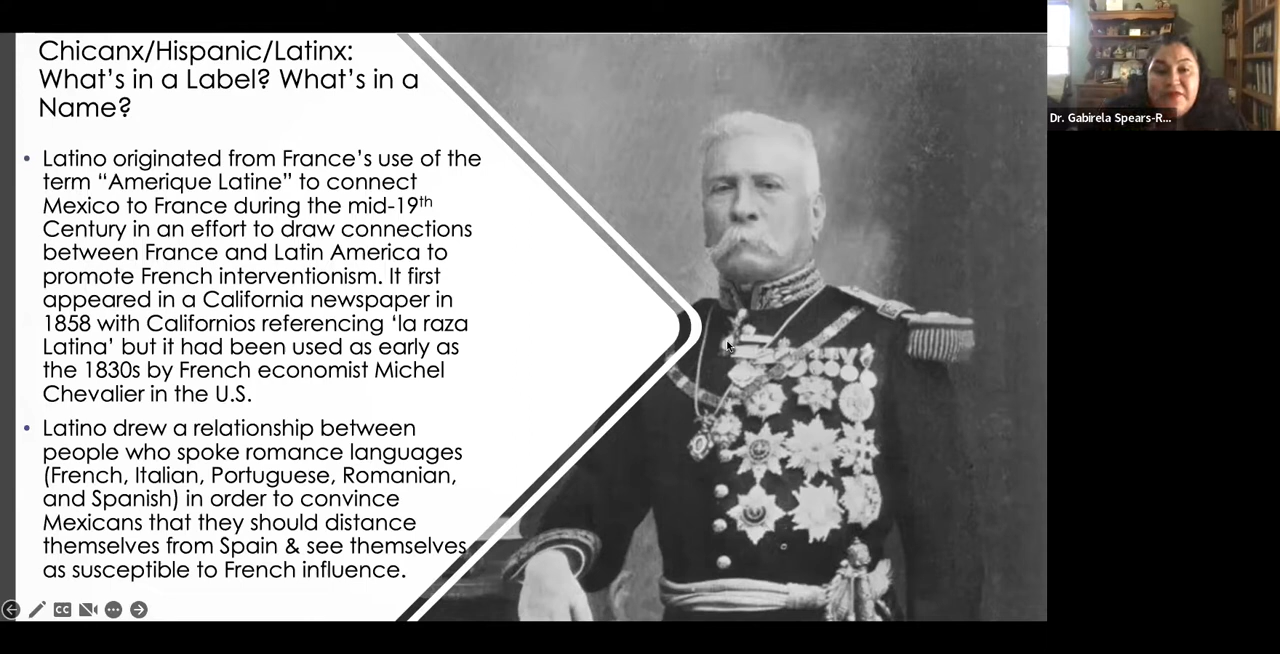 Chicanx/Hispanic/Latinx:
What's in a Label? What's in a
Name?
• Latino originated from France's use of the
term “Amerique Latine” to connect
Mexico to France during the mid-19th
Century in an effort to draw connections
between France and Latin America to
promote French interventionism. It first
appeared in a California newspaper in
1858 with Californios referencing ‘la raza
Latina’ but it had been used as early as
the 1830s by French economist Michel
Chevalier in the U.S.
• Latino drew a relationship between
people who spoke romance languages
(French, Italian, Portuguese, Romanian,
and Spanish) in order to convince
Mexicans that they should distance
themselves from Spain & see themselves
as susceptible to French influence.
CC
Dr. Gabirela Spears-R...